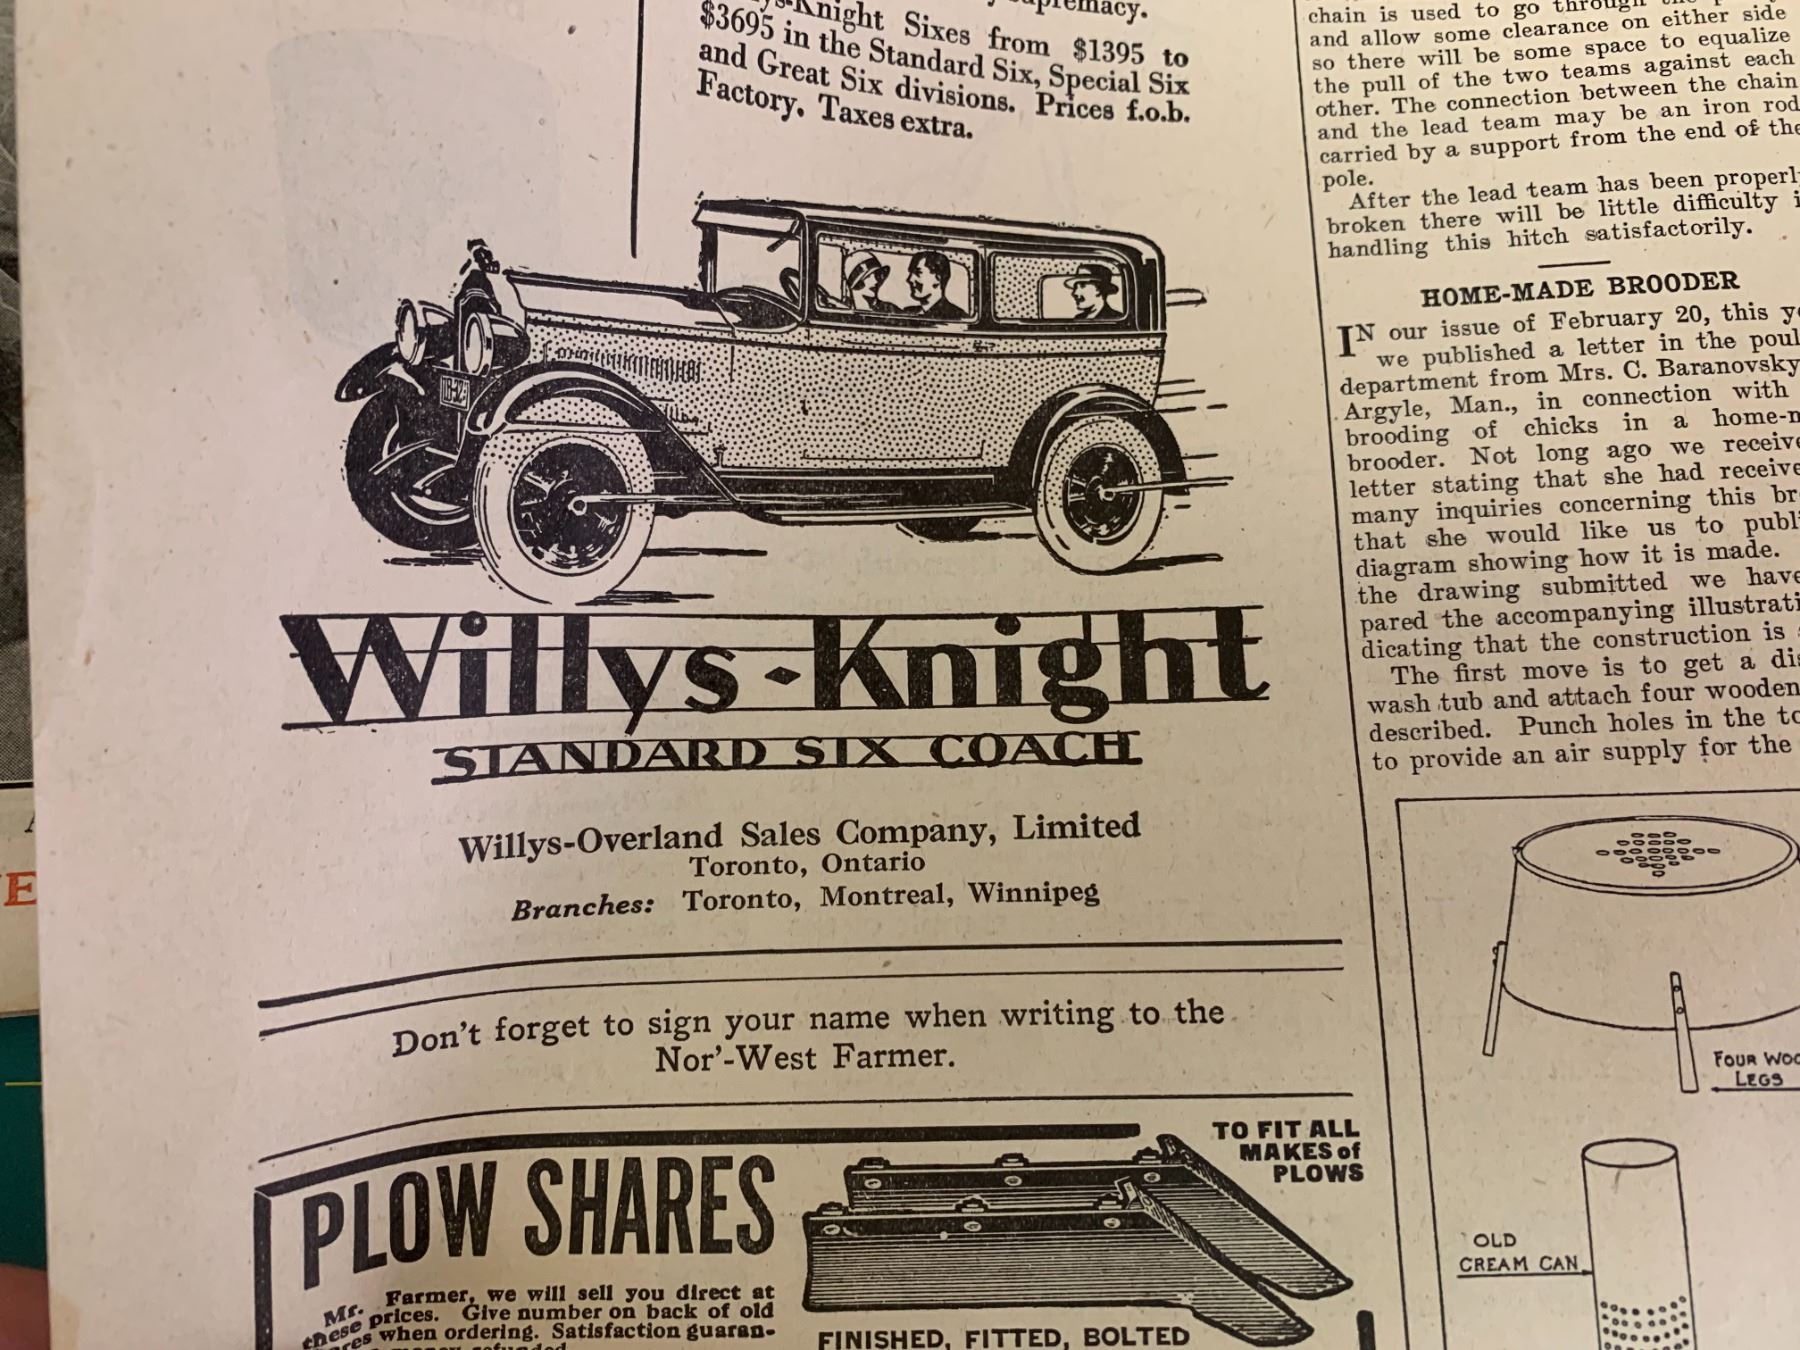 Knight Sixes from $1395 to
$3695 in the Standard Six, Special Six
and Great Six divisions. Prices f.o.b.
Factory. Taxes extra.
Willys-Knight
STANDARD SIX COACH
Willys-Overland Sales Company, Limited
Toronto, Ontario
Branches: Toronto, Montreal, Winnipeg
Don't forget to sign your name when writing to the
Nor'-West Farmer.
PLOW SHARES
TO FIT ALL
MAKES of
PLOWS
Mr. Farmer, we will sell you direct at
these prices. Give number on back of old
when ordering. Satisfaction guaran-
FINISHED, FITTED, BOLTED
chain is used to go through the
and allow some clearance on either side
so there will be some space to equalize
the pull of the two teams against each
other. The connection between the chain
and the lead team may be an iron rod
carried by a support from the end of the
pole.
After the lead team has been properly
broken there will be little difficulty
handling this hitch satisfactorily.
HOME-MADE BROODER
IN our issue of February 20, this
we published a letter in the
department from Mrs. C. Baranovsky
Argyle, Man., in connection with
brooding of chicks in a
brooder. Not long ago we
letter stating that she had
many inquiries concerning this
that she would like us to
diagram showing how it is made.
the drawing submitted we have
pared the accompanying
dicating that the construction is
The first move is to get a
wash tub and attach four wooden
described. Punch holes in the
to provide an air supply for the
FOUR
LEGS
OLD
CREAM CAN